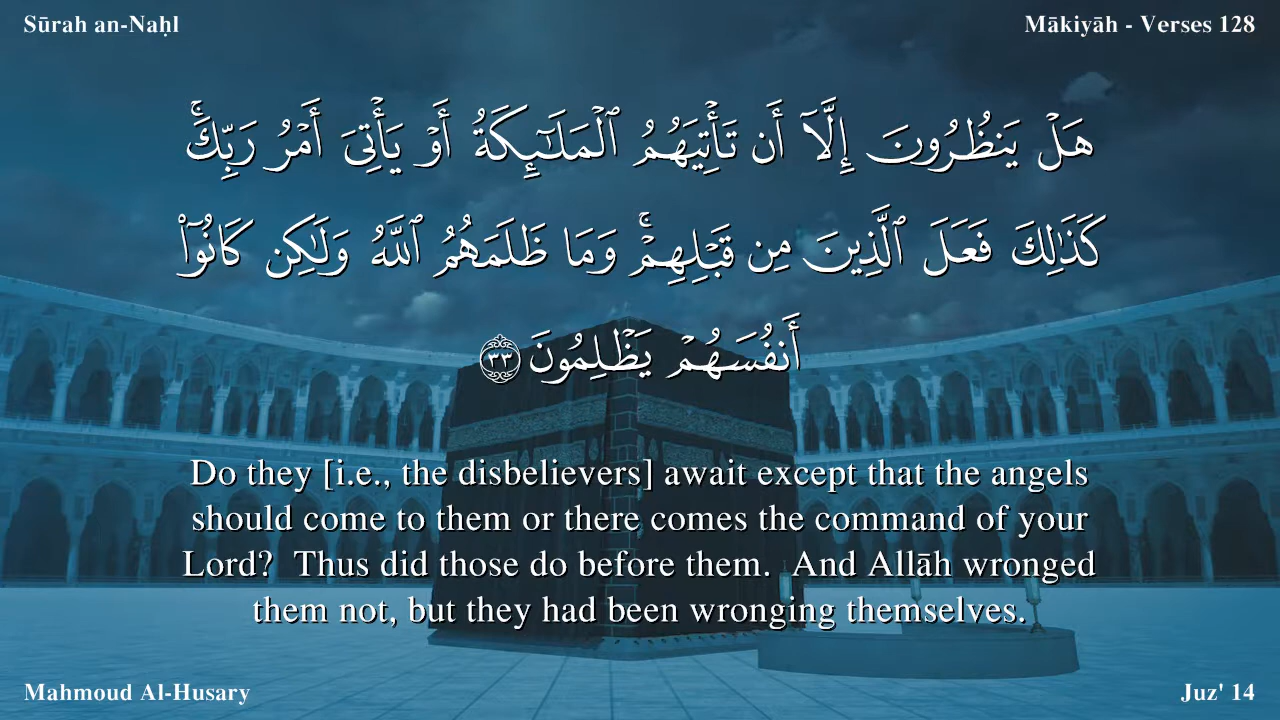 Sūrah an-Naḥl
Mākiyāh - Verses 128
هَلْ يَنظُرُونَ إِلَّآ أَن تَأْتِيَهُمُ ٱلْمَلَـٰٓئِكَةُ أَوْ يَأْتِىَ أَمْرُ رَبِّكَ ۚ
كَذَٰلِكَ فَعَلَ ٱلَّذِينَ مِن قَبْلِهِمْ ۚ وَمَا ظَلَمَهُمُ ٱللَّهُ وَلَـٰكِن كَانُوٓا۟
أَنفُسَهُمْ يَظْلِمُونَ ٣٣
Do they [i.e., the disbelievers] await except that the angels
should come to them or there comes the command of your
Lord?  Thus did those do before them.  And Allāh wronged
them not, but they had been wronging themselves.
Mahmoud Al-Husary
Juz' 14